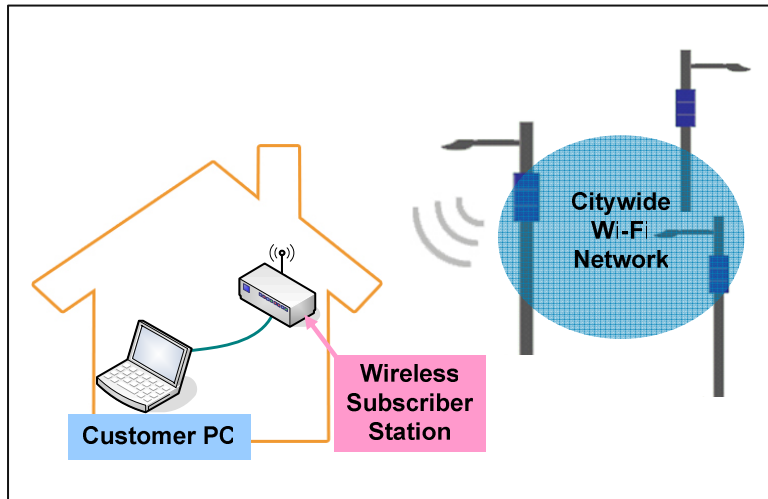 Citywide
Wi-Fi
Network
Wireless
Subscriber
Station
Customer PC